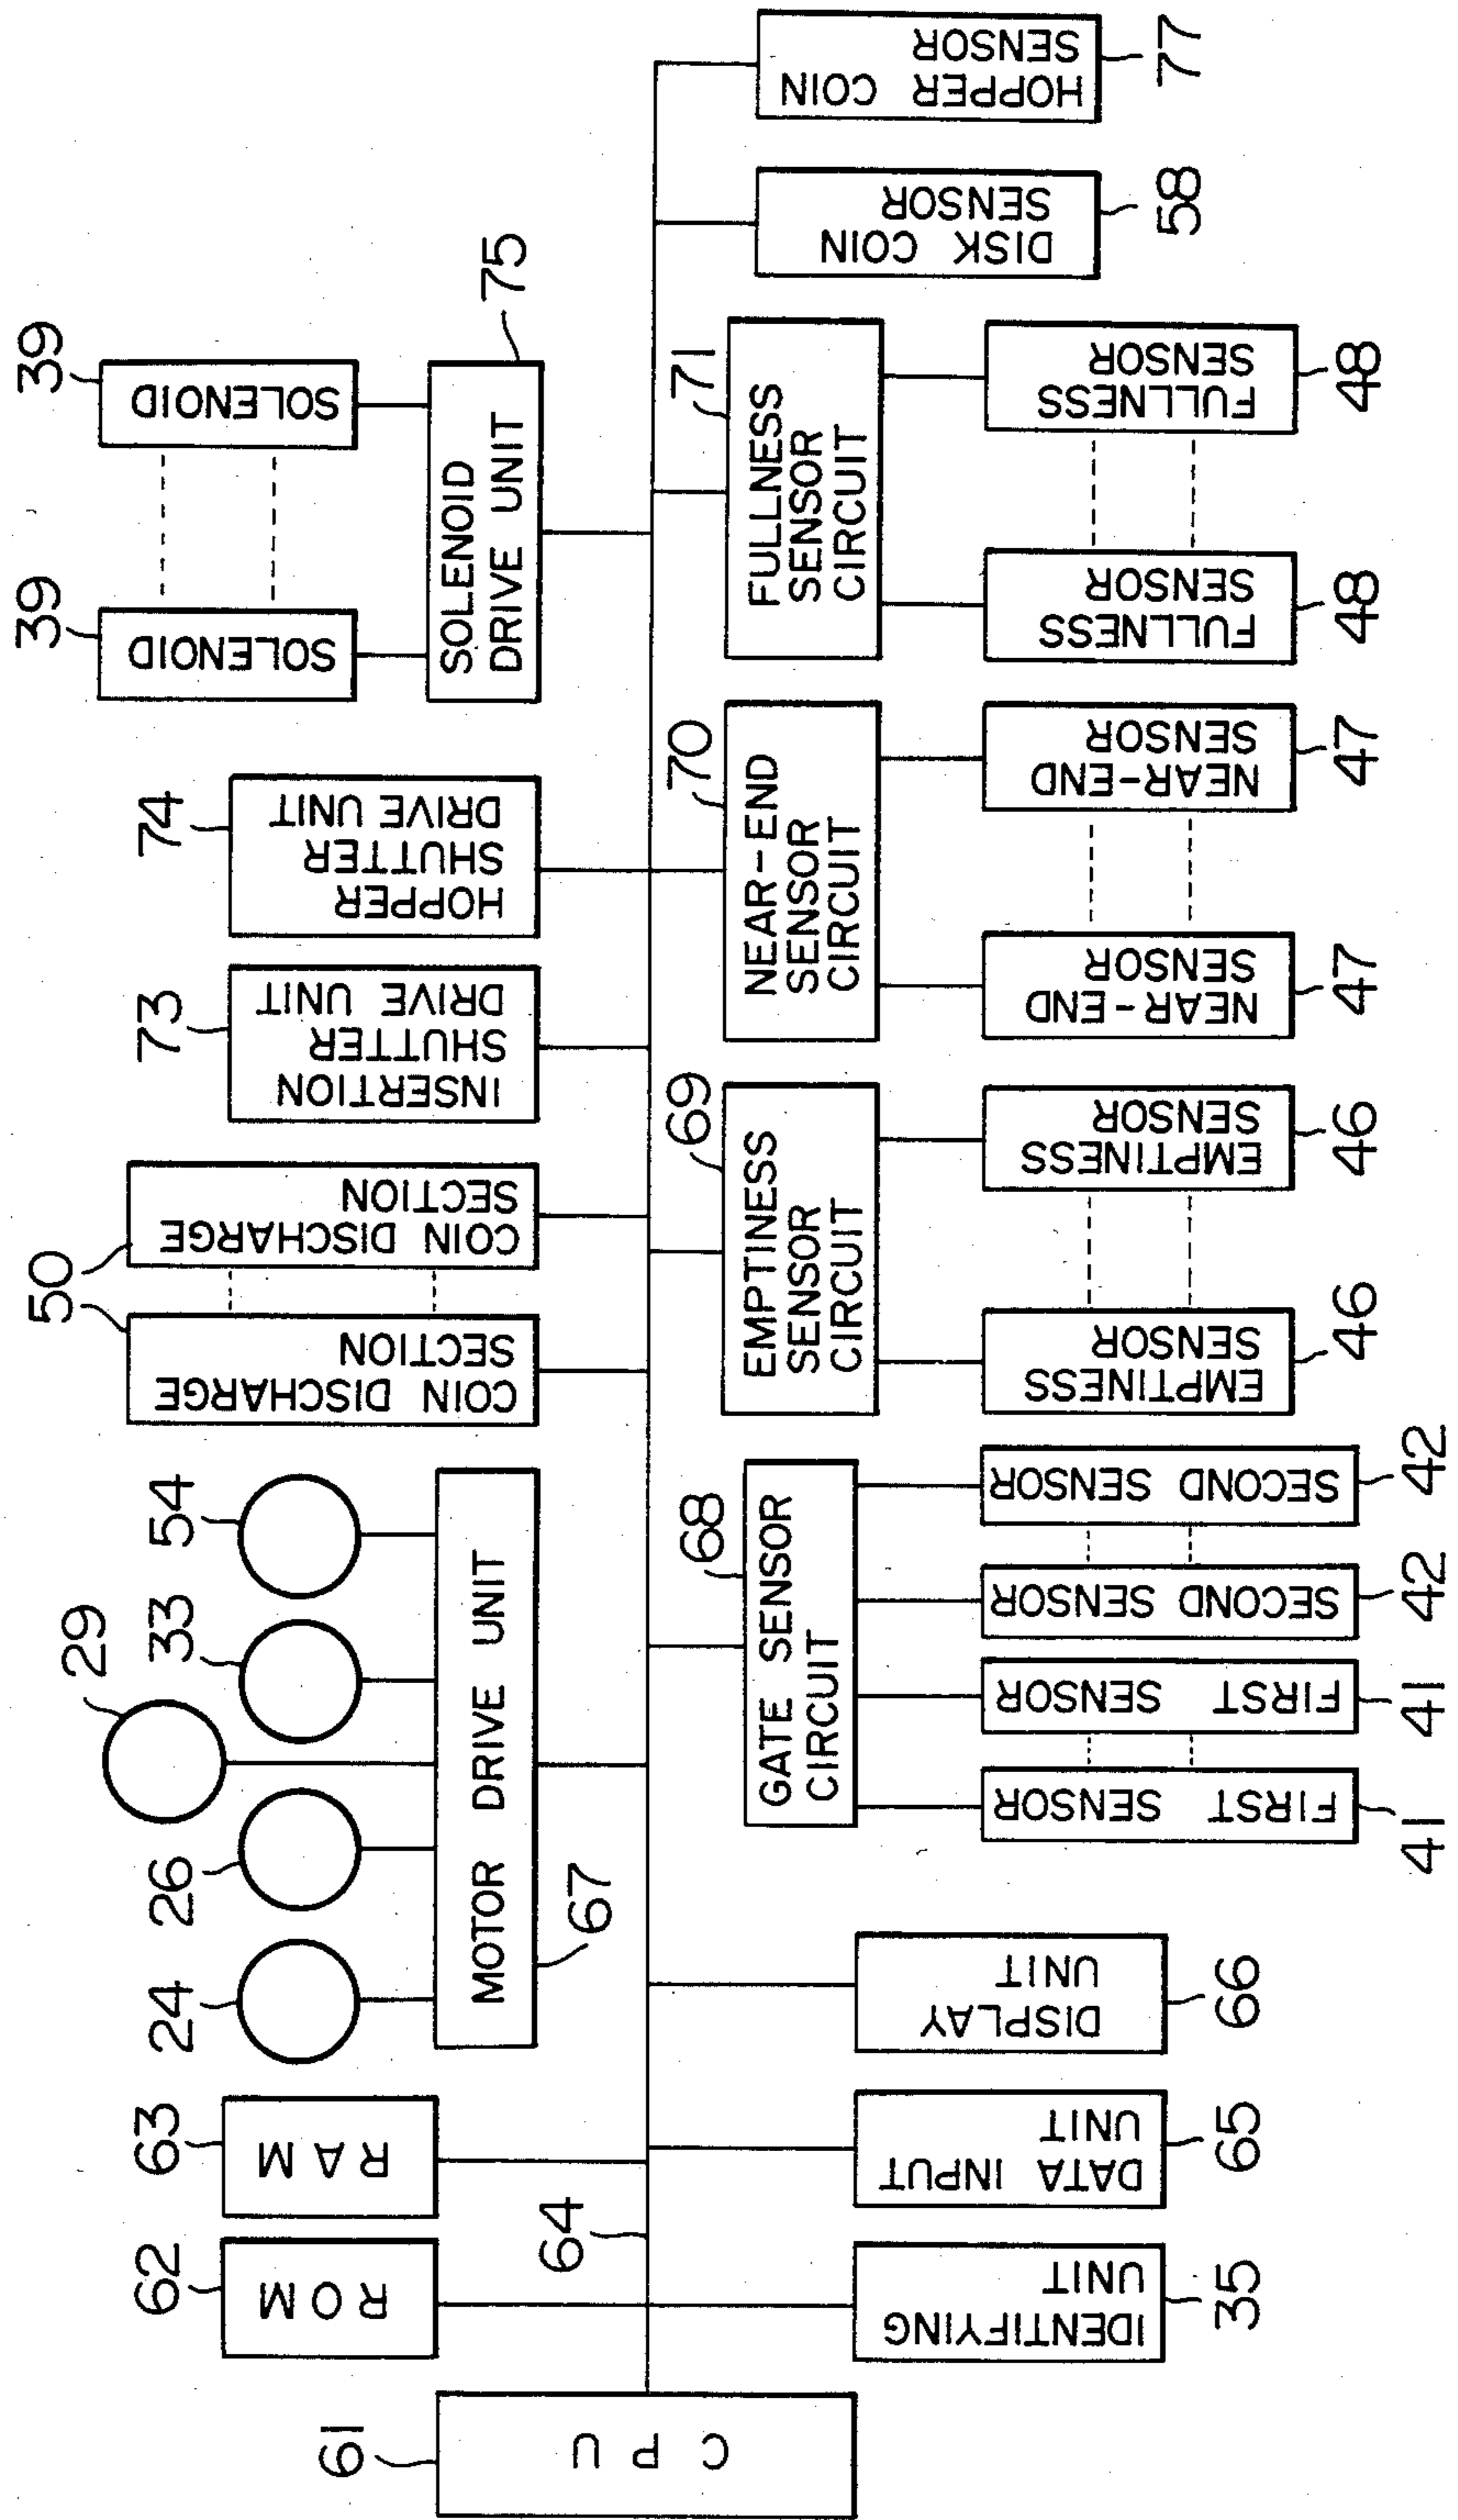 61
CPU
62
ROM
63
RAM
64
24
26
29
33
54
MOTOR DRIVE UNIT
67
50
COIN DISCHARGE
SECTION
COIN DISCHARGE
SECTION
73
INSERTION
SHUTTER
DRIVE UNIT
74
HOPPER
SHUTTER
DRIVE UNIT
39
SOLENOID
39
SOLENOID
SOLENOID
DRIVE UNIT
75
IDENTIFYING
UNIT
35
DATA INPUT
UNIT
65
DISPLAY
UNIT
66
68
GATE SENSOR
CIRCUIT
FIRST SENSOR
41
FIRST SENSOR
41
SECOND SENSOR
42
SECOND SENSOR
42
69
EMPTINESS
SENSOR
CIRCUIT
EMPTINESS
SENSOR
46
EMPTINESS
SENSOR
46
70
NEAR-END
SENSOR
CIRCUIT
NEAR-END
SENSOR
47
NEAR-END
SENSOR
47
71
FULLNESS
SENSOR
CIRCUIT
FULLNESS
SENSOR
48
FULLNESS
SENSOR
48
DISK COIN
SENSOR
58
HOPPER COIN
SENSOR
77